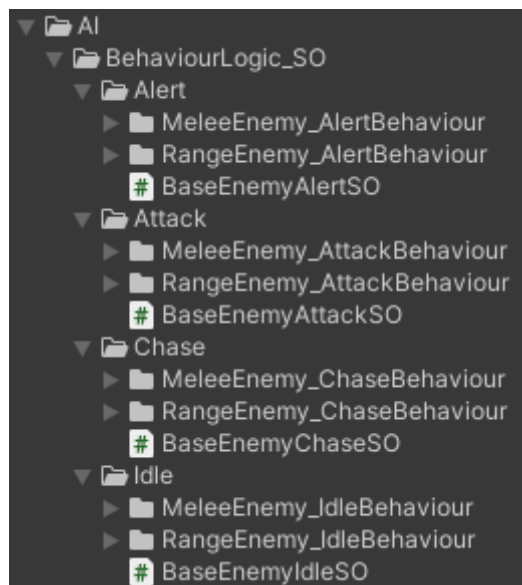 AI
BehaviourLogic_SO
Alert
MeleeEnemy_AlertBehaviour
RangeEnemy_AlertBehaviour
# BaseEnemyAlertSO
Attack
MeleeEnemy_AttackBehaviour
RangeEnemy_AttackBehaviour
# BaseEnemyAttackSO
Chase
MeleeEnemy_ChaseBehaviour
RangeEnemy_ChaseBehaviour
# BaseEnemyChaseSO
Idle
MeleeEnemy_IdleBehaviour
RangeEnemy_IdleBehaviour
# BaseEnemyIdleSO